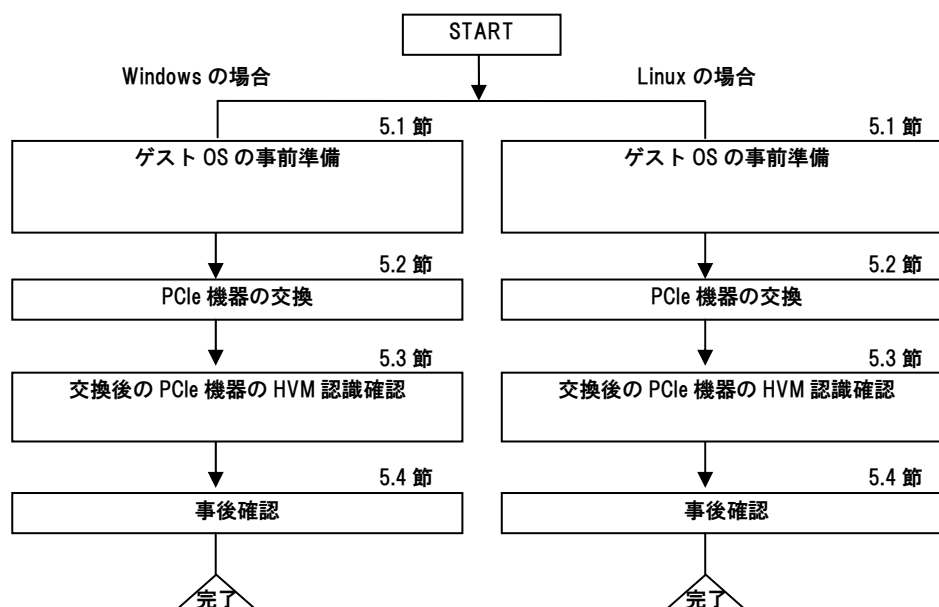 START
Windows の場合
Linux の場合
5.1 節
5.1 節
ゲスト OS の事前準備
ゲスト OS の事前準備
5.2 節
5.2 節
PCIe 機器の交換
PCIe 機器の交換
5.3 節
5.3 節
交換後の PCIe 機器の HVM 認識確認
交換後の PCIe 機器の HVM 認識確認
5.4 節
5.4 節
事後確認
事後確認
完了
完了